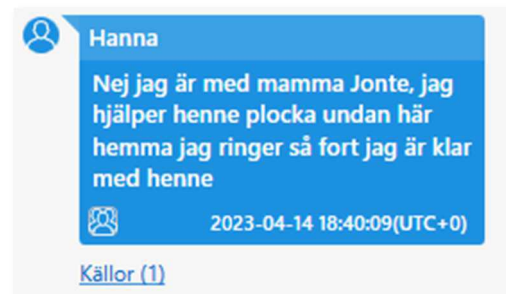 Hanna
Nej jag är med mamma Jonte, jag
hjälper henne plocka undan här
hemma jag ringer så fort jag är klar
med henne
2023-04-14 18:40:09(UTC+0)
Källor (1)